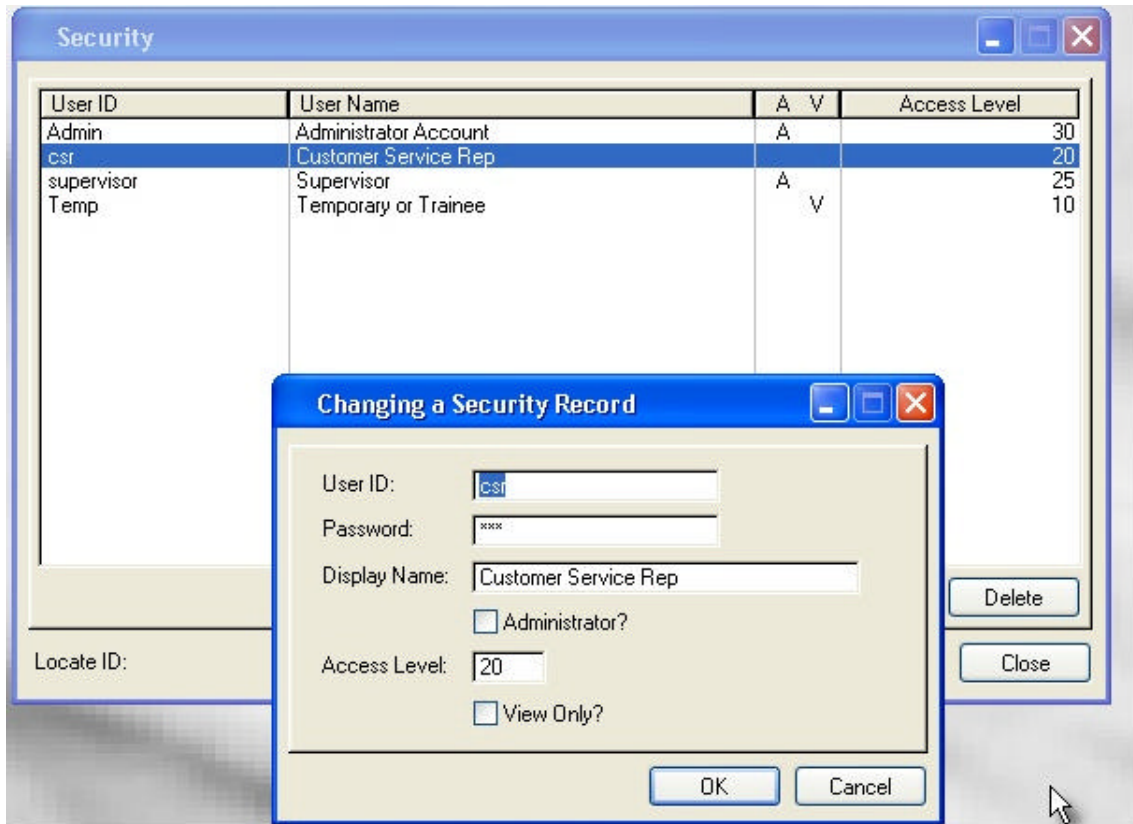 Security
User ID User Name A V Access Level
Admin Administrator Account A 30
csr Customer Service Rep 20
supervisor Supervisor A 25
Temp Temporary or Trainee V 10
Changing a Security Record
User ID: csr
Password: ***
Display Name: Customer Service Rep
Administrator?
Access Level: 20
View Only?
OK Cancel
Delete
Locate ID: Close